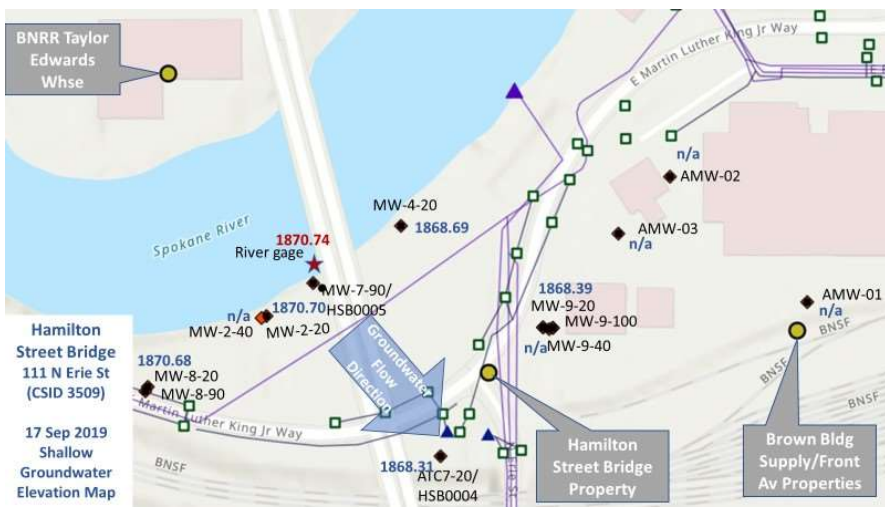 BNRR Taylor
Edwards
Whse
E Martin Luther King Jr Way
n/a
AMW-02
MW-4-20
1868.69
AMW-03
n/a
Spokane River
1870.74
River gage
MW-7-90/
HSB0005
n/a
1870.70
MW-2-40
MW-2-20
1868.39
MW-9-20
MW-9-100
n/a
MW-9-40
AMW-01
n/a
BNSF
BNSF
BNSF
BNSF
Hamilton
Street Bridge
111 N Erie St
(CSID 3509)
17 Sep 2019
Shallow
Groundwater
Elevation Map
1870.68
MW-8-20
MW-8-90
E Martin Luther King Jr Way
BNSF
Groundwater
Flow
Direction
1868.31
ATC7-20/
HSB0004
Hamilton
Street Bridge
Property
Brown Bldg
Supply/Front
Av Properties